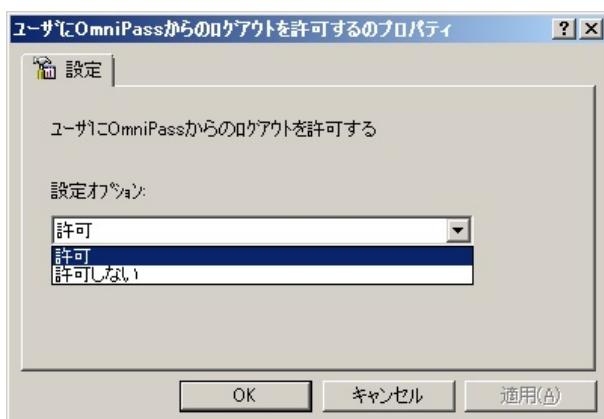 ユーザにOmniPassからのログアウトを許可するのプロパティ
設定
ユーザにOmniPassからのログアウトを許可する
設定オプション:
許可
許可
許可しない
OK
キャンセル
適用(A)